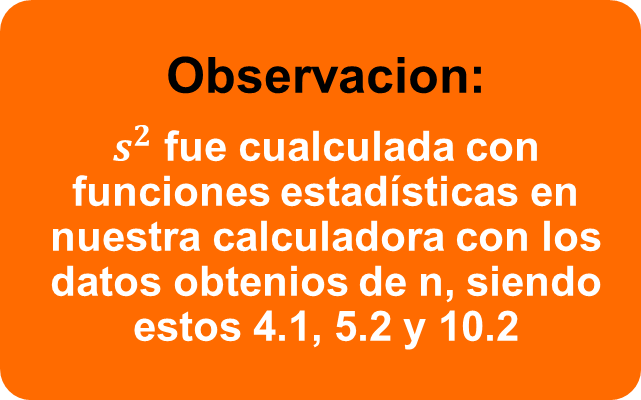 Observacion:
s² fue cualculada con
funciones estadísticas en
nuestra calculadora con los
datos obtenios de n, siendo
estos 4.1, 5.2 y 10.2